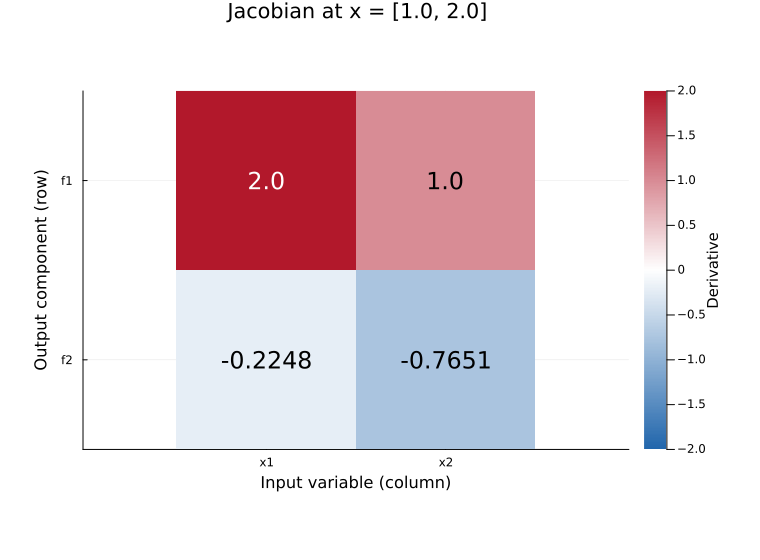 Jacobian at x = [1.0, 2.0]
Output component (row)
f1
f2
2.0
1.0
-0.2248
-0.7651
x1
x2
Input variable (column)
2.0
1.5
1.0
0.5
0
−0.5
−1.0
−1.5
−2.0
Derivative